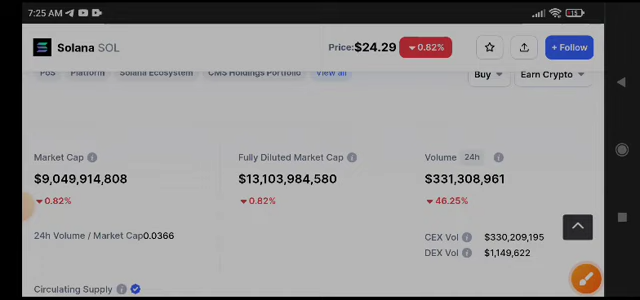 7:25 AM
15
Solana SOL
Price: $24.29
0.82%
+ Follow
PoS
Platform
Solana Ecosystem
CMS Holdings Portfolio
View all
Buy
Earn Crypto
Market Cap
$9,049,914,808
0.82%
24h Volume / Market Cap 0.0366
Fully Diluted Market Cap
$13,103,984,580
0.82%
Volume 24h
$331,308,961
46.25%
CEX Vol $330,209,195
DEX Vol $1,149,622
Circulating Supply